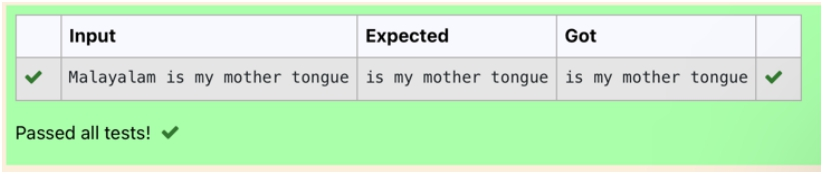 Input Expected Got
Malayalam is my mother tongue is my mother tongue is my mother tongue
Passed all tests!